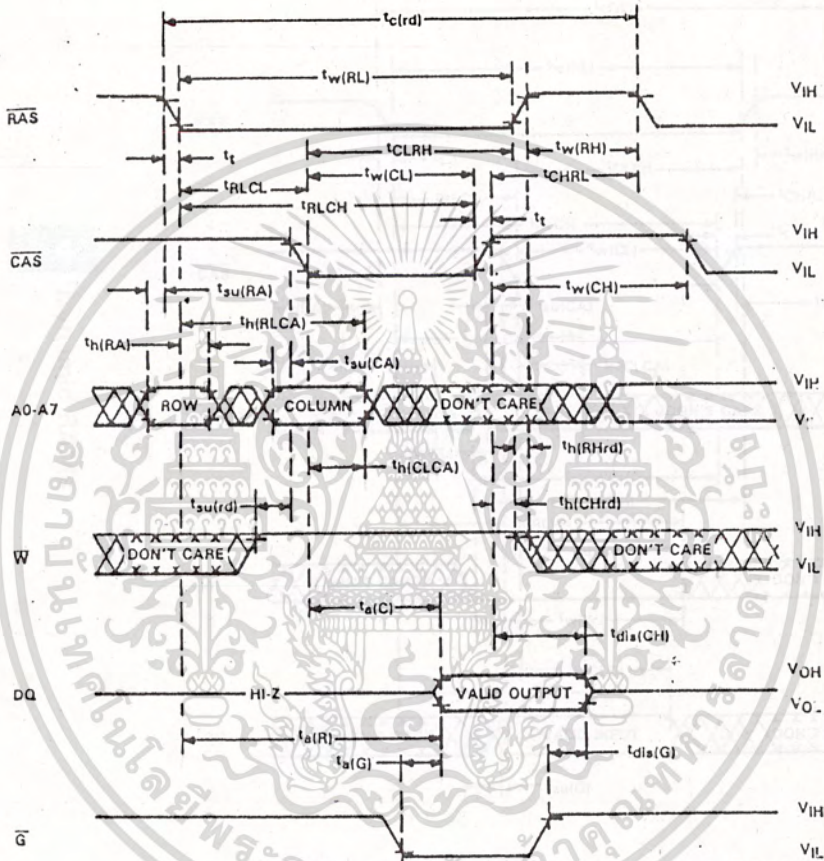 tc(rd)
tw(RL)
VIH
RAS
VIL
tCLRH
tw(RH)
tt
tw(CL)
tCHRL
tRLCL
tRLCH
tt
VIH
CAS
VIL
tsu(RA)
tw(CH)
th(RLCA)
th(RA)
tsu(CA)
VIH
A0-A7
ROW
COLUMN
DON'T CARE
th(RHrd)
th(CLCA)
tsu(rd)
th(CHrd)
VIH
W
DON'T CARE
DON'T CARE
VIL
ta(C)
tdis(CH)
VOH
DQ
HI-Z
VALID OUTPUT
ta(R)
ta(G)
tdis(G)
VIH
G
VIL